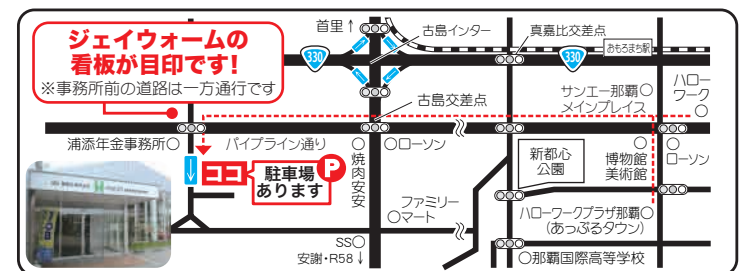 ジェイウォームの
看板が目印です!
※事務所前の道路は一方通行です
首里↑
古島インター
真嘉比交差点
330
330
おもろまち駅
古島交差点
サンエー那覇○
メインプレイス
ハロー
ワーク
○
浦添年金事務所○
パイプライン通り
○焼肉安安
○ローソン
新都心
公園
○
博物館
美術館
○
ローソン
ココ
駐車場
あります
P
ファミリー
○マート
ハローワークプラザ那覇○
(あっぷるタウン)
SS○
安謝・R58↓
○那覇国際高等学校